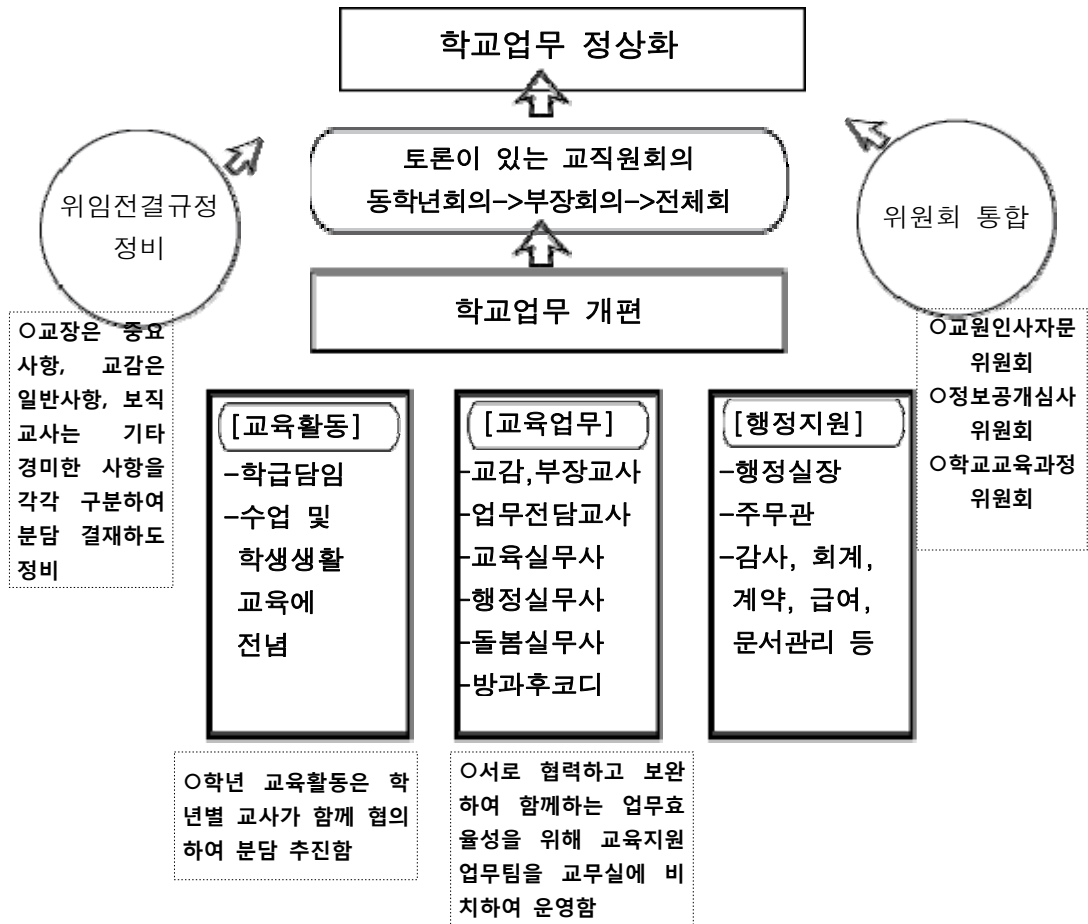 학교업무 정상화
토론이 있는 교직원회의
동학년회의->부장회의->전체회
위임전결규정
정비
위원회 통합
학교업무 개편
○교장은 중요
사항, 교감은
일반사항, 보직
교사는 기타
경미한 사항을
각각 구분하여
분담 결재하도
정비
○교원인사자문
위원회
○정보공개심사
위원회
○학교교육과정
위원회
[교육활동]
-학급담임
-수업 및
학생생활
교육에
전념
[교육업무]
-교감,부장교사
-업무전담교사
-교육실무사
-행정실무사
-돌봄실무사
-방과후코디
[행정지원]
-행정실장
-주무관
-감사, 회계,
계약, 급여,
문서관리 등
○학년 교육활동은 학
년별 교사가 함께 협의
하여 분담 추진함
○서로 협력하고 보완
하여 함께하는 업무효
율성을 위해 교육지원
업무팀을 교무실에 비
치하여 운영함